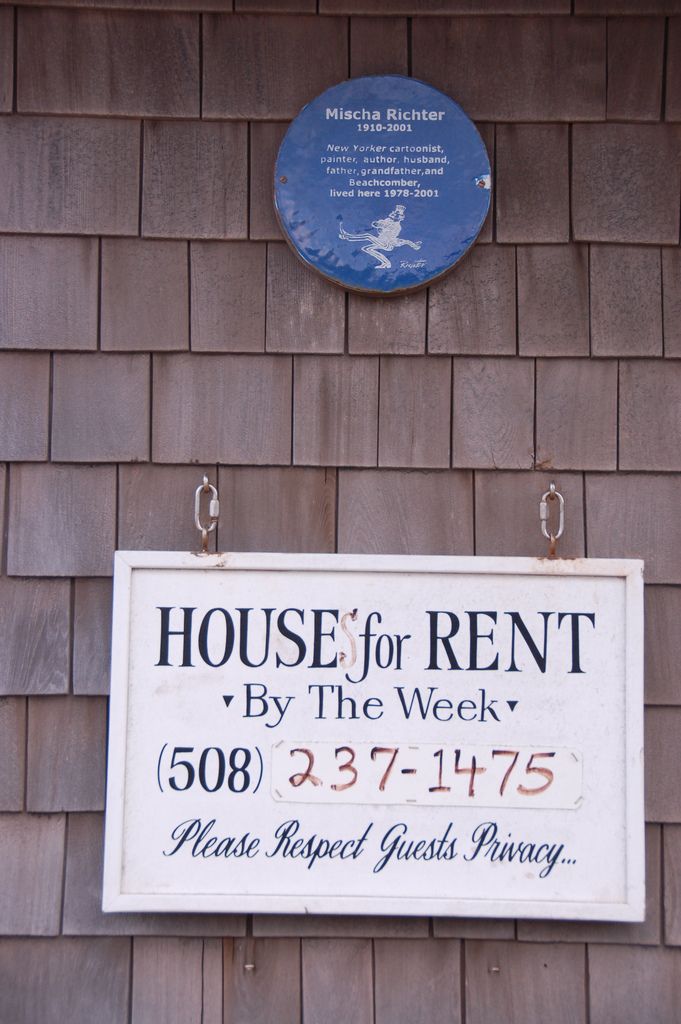 Mischa Richter
1910-2001
New Yorker cartoonist,
painter, author, husband,
father, grandfather, and
Beachcomber,
lived here 1978-2001
Richter
HOUSES for RENT
By The Week
(508) 237-1475
Please Respect Guests Privacy...